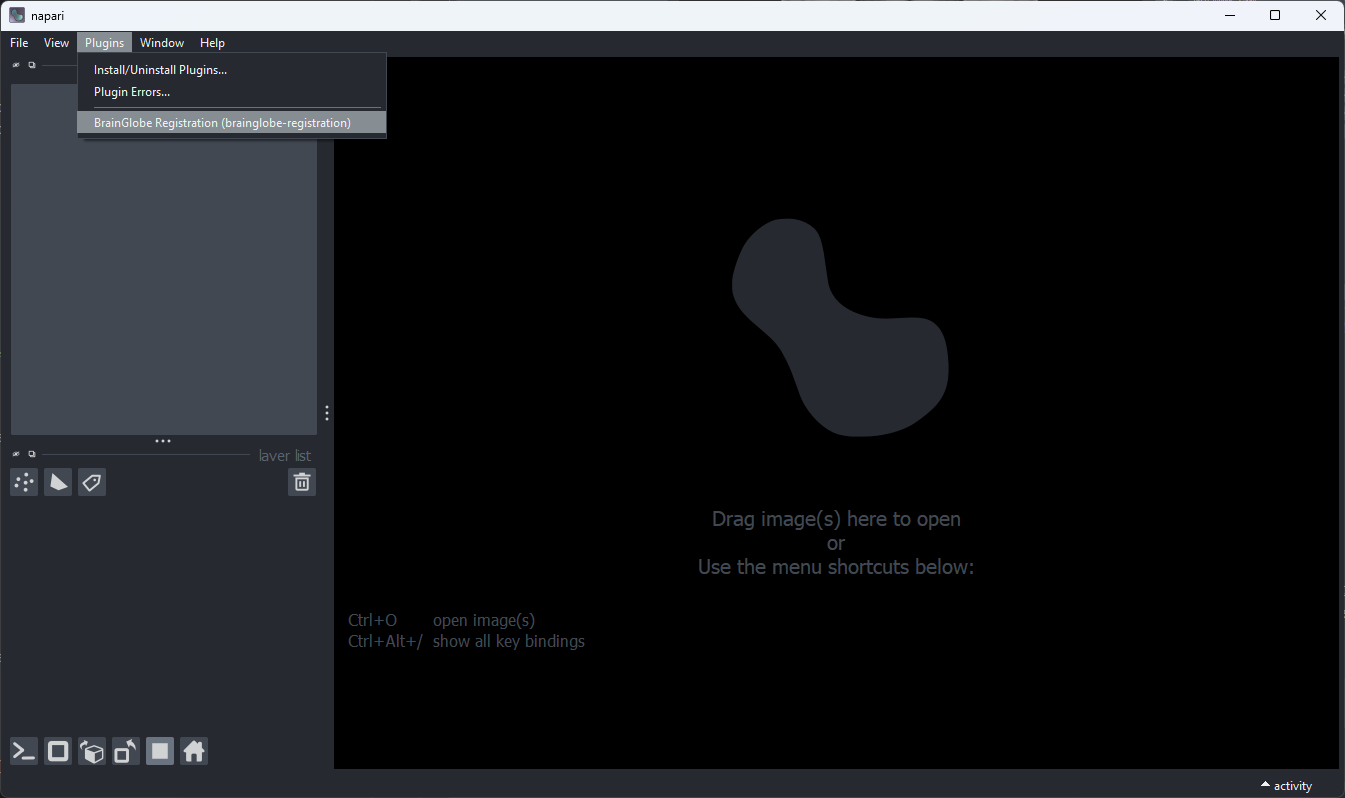 napari
File View Plugins Window Help
Install/Uninstall Plugins...
Plugin Errors...
BrainGlobe Registration (brainglobe-registration)
layer list
Drag image(s) here to open
or
Use the menu shortcuts below:
Ctrl+O open image(s)
Ctrl+Alt+/ show all key bindings
activity